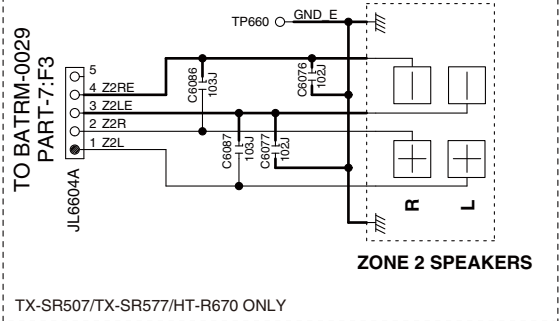 TP660 GND_E
TO BATRM-0029
PART-7:F3
5
4 Z2RE
3 Z2LE
2 Z2R
1 Z2L
JL6604A
C6086
103J
C6076
102J
C6087
103J
C6077
102J
R
L
ZONE 2 SPEAKERS
TX-SR507/TX-SR577/HT-R670 ONLY